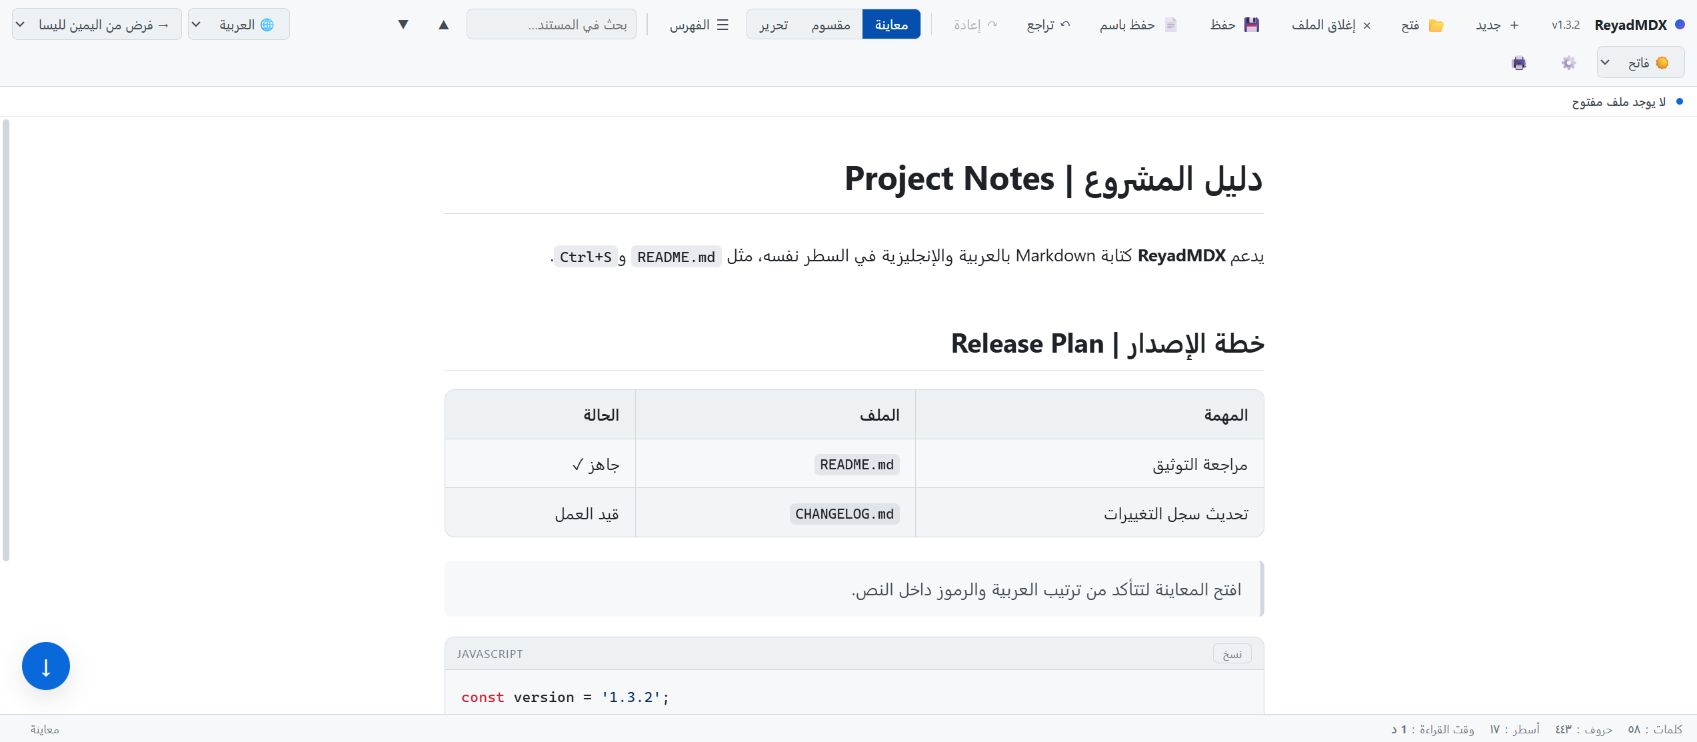 ReyadMDX v1.3.2 + جديد فتح × إغلاق الملف حفظ حفظ باسم ↶ تراجع ↷ إعادة معاينة مقسوم تحرير ☰ الفهرس بحث في المستند... ▲ ▼ العربية → فرض من اليمين لليسا
فاتح
لا يوجد ملف مفتوح
دليل المشروع | Project Notes
يدعم ReyadMDX كتابة Markdown بالعربية والإنجليزية في السطر نفسه، مثل README.md و Ctrl+S.
خطة الإصدار | Release Plan
المهمة الملف الحالة
مراجعة التوثيق README.md جاهز ✓
تحديث سجل التغييرات CHANGELOG.md قيد العمل
افتح المعاينة لتتأكد من ترتيب العربية والرموز داخل النص.
JAVASCRIPT نسخ
const version = '1.3.2';
كلمات : ٥٨ حروف : ٤٤٣ أسطر : ١٧ وقت القراءة : 1 د معاينة